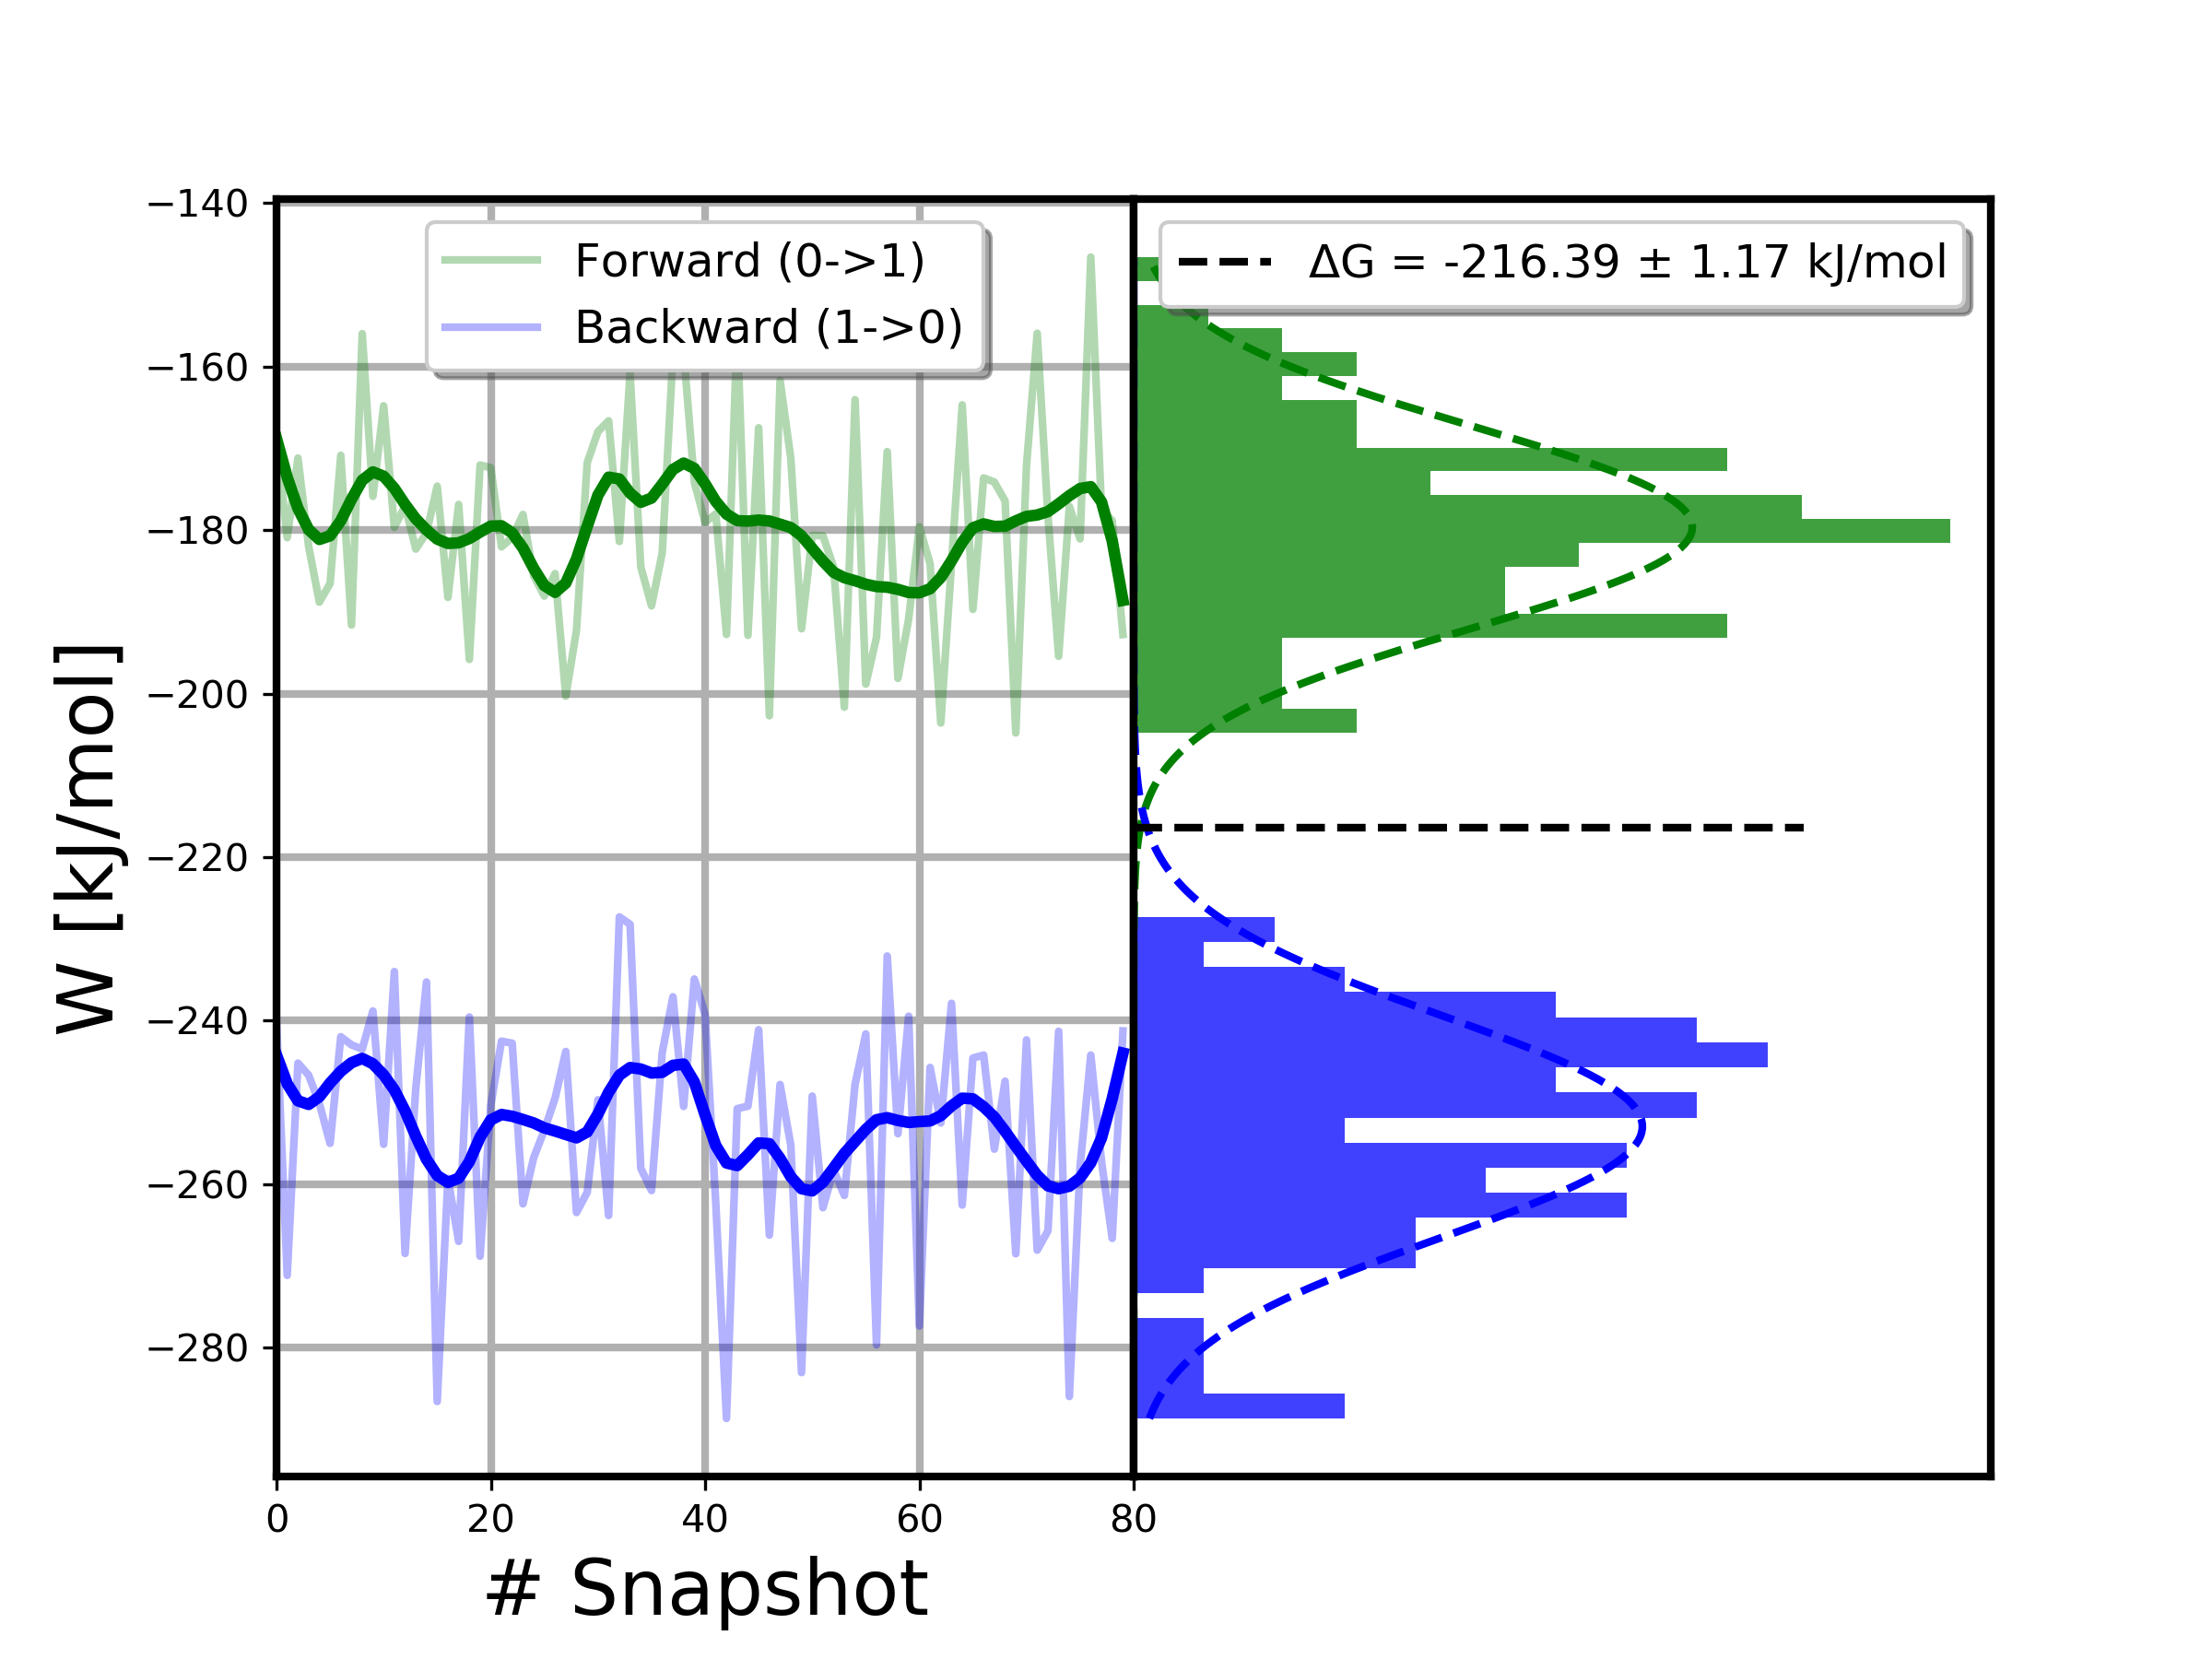 −140
−160
−180
−200
−220
−240
−260
−280
W [kJ/mol]
Forward (0->1)
Backward (1->0)
ΔG = -216.39 ± 1.17 kJ/mol
0 20 40 60 80
# Snapshot